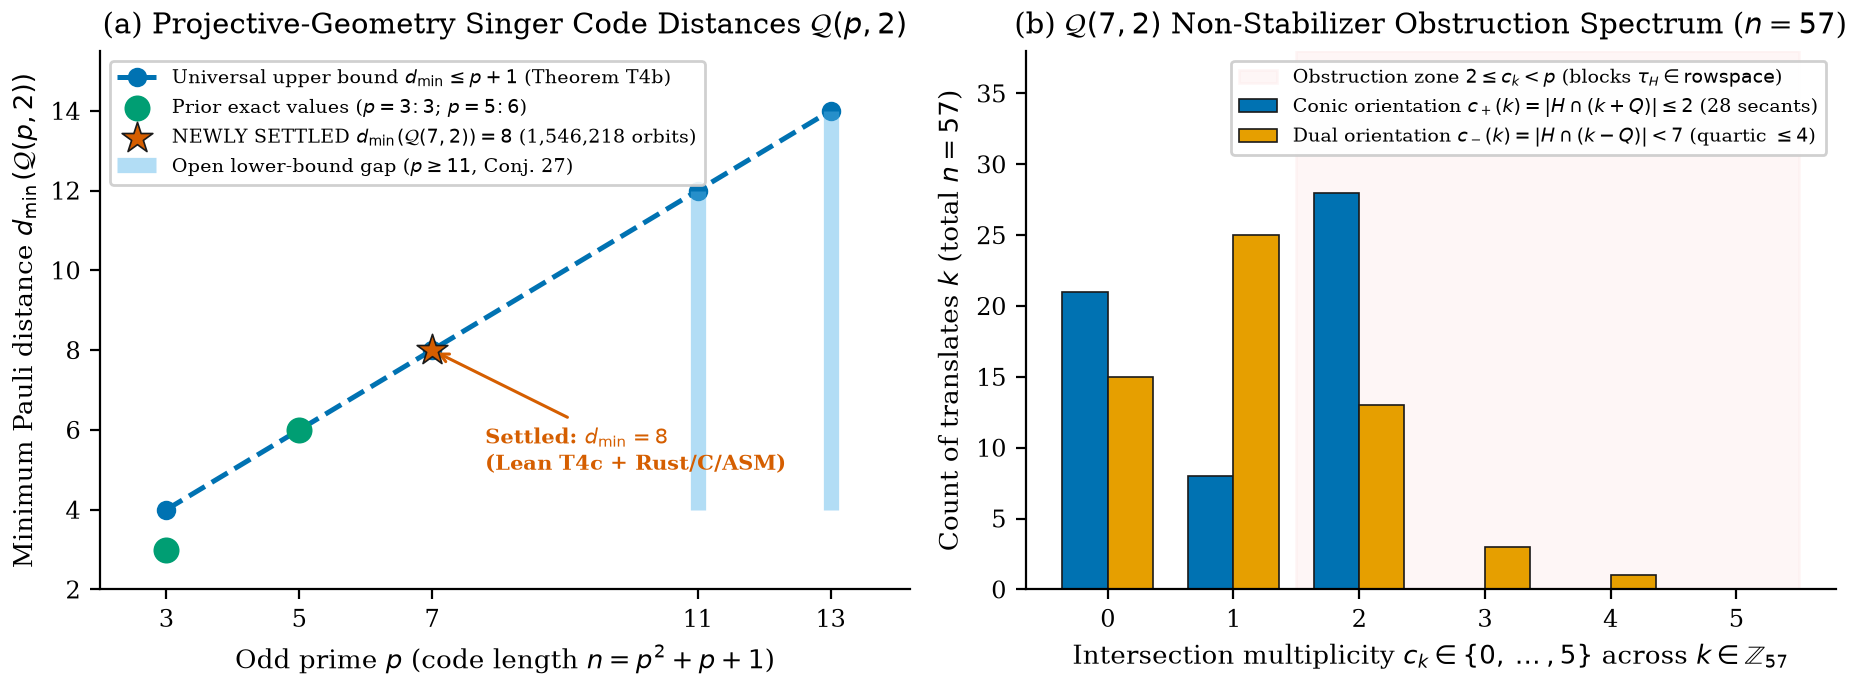 (a) Projective-Geometry Singer Code Distances 𝒬(p, 2)
Universal upper bound d_min ≤ p + 1 (Theorem T4b)
Prior exact values (p = 3: 3; p = 5: 6)
NEWLY SETTLED d_min(𝒬(7, 2)) = 8 (1,546,218 orbits)
Open lower-bound gap (p ≥ 11, Conj. 27)
Minimum Pauli distance d_min(𝒬(p, 2))
14
12
10
8
6
4
2
Settled: d_min = 8
(Lean T4c + Rust/C/ASM)
3 5 7 11 13
Odd prime p (code length n = p² + p + 1)
(b) 𝒬(7, 2) Non-Stabilizer Obstruction Spectrum (n = 57)
Obstruction zone 2 ≤ c_k < p (blocks τ_H ∈ rowspace)
Conic orientation c₊(k) = |H ∩ (k + Q)| ≤ 2 (28 secants)
Dual orientation c₋(k) = |H ∩ (k − Q)| < 7 (quartic ≤ 4)
Count of translates k (total n = 57)
35
30
25
20
15
10
5
0
0 1 2 3 4 5
Intersection multiplicity c_k ∈ {0, …, 5} across k ∈ ℤ₅₇